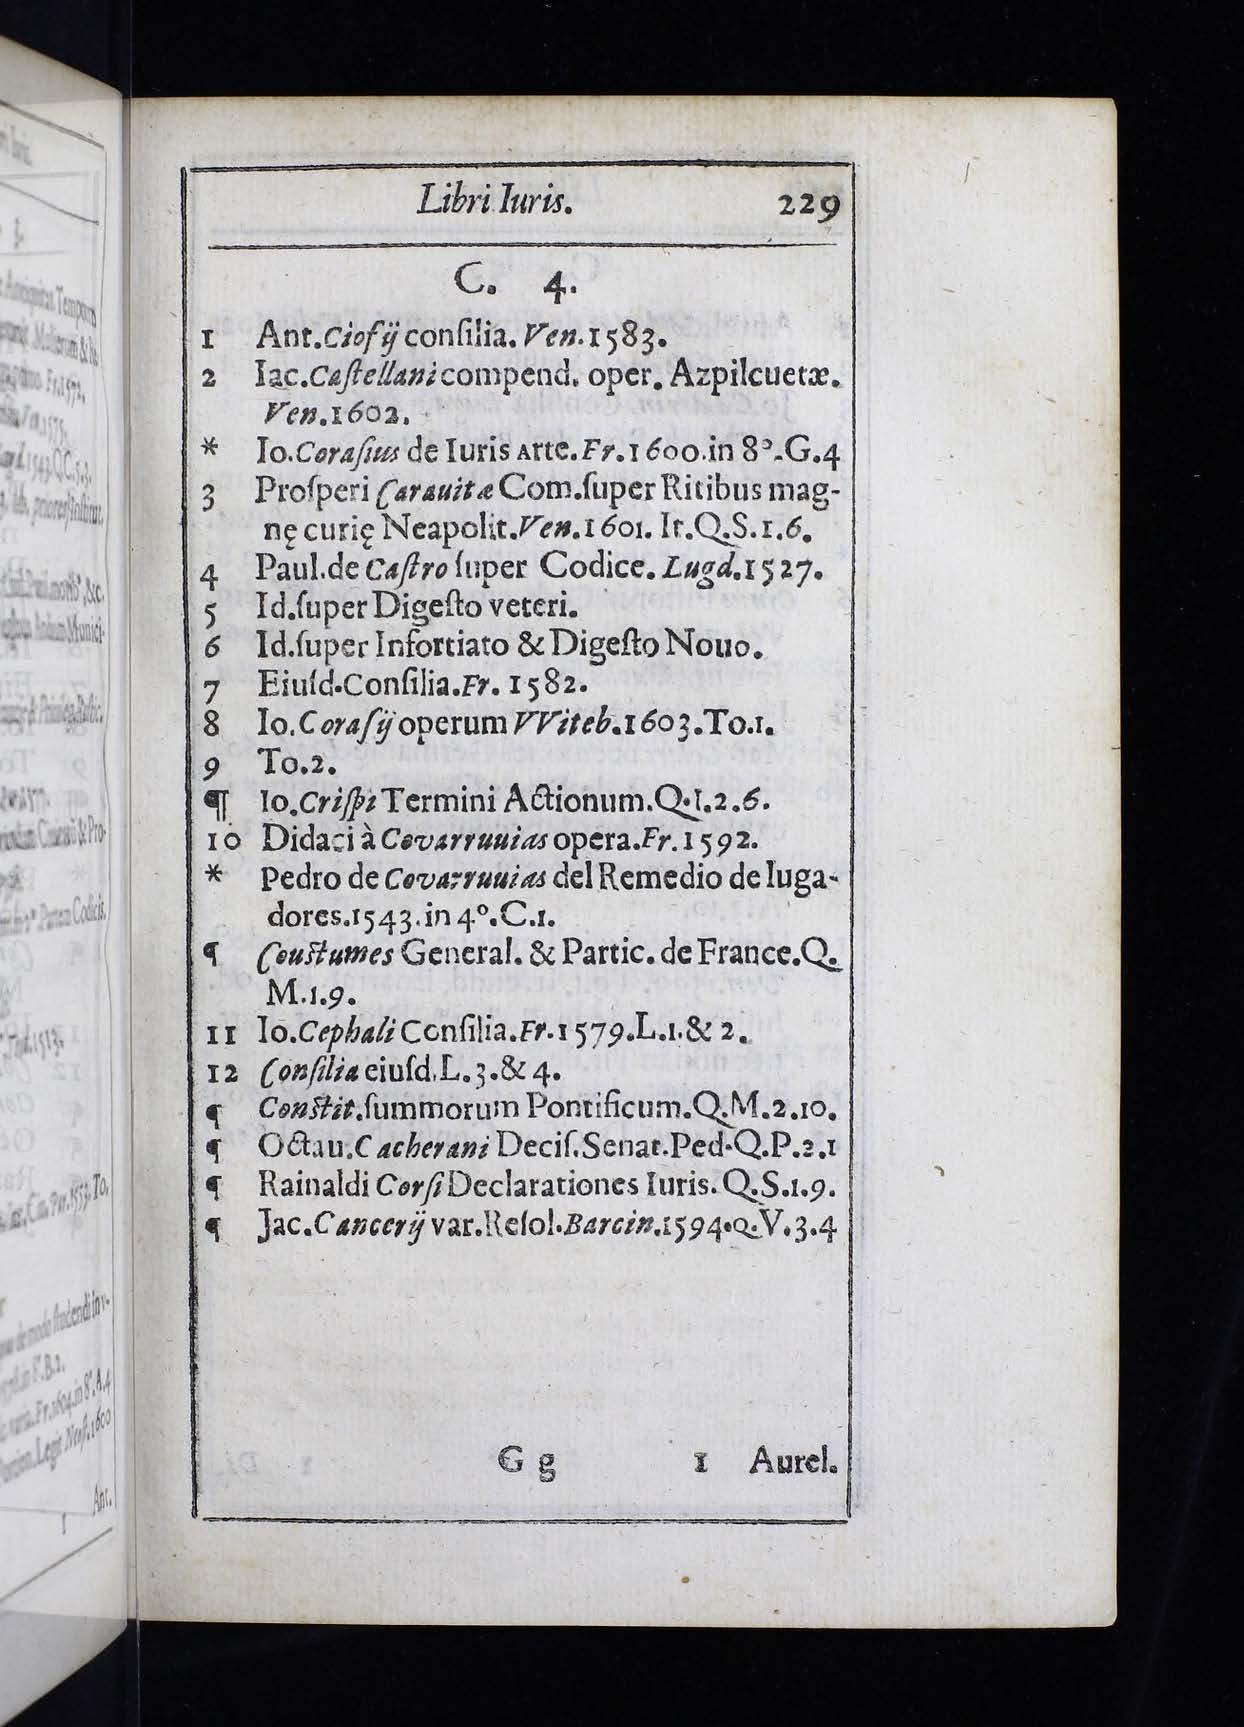 Libri Iuris. 229
C. 4.
1 Ant. Ciofij conſilia. Ven. 1583.
2 Iac. Caſtellani compend. oper. Azpilcuetæ.
Ven. 1602.
* Io. Coraſius de Iuris Arte. Fr. 1600. in 8°. G. 4
3 Proſperi Carauitæ Com. ſuper Ritibus mag-
nę curię Neapolit. Ven. 1601. It. Q. S. 1. 6.
4 Paul. de Caſtro ſuper Codice. Lugd. 1527.
5 Id. ſuper Digeſto veteri.
6 Id. ſuper Infortiato & Digeſto Nouo.
7 Eiuſd. Conſilia. Fr. 1582.
8 Io. Coraſij operum VViteb. 1603. To. 1.
9 To. 2.
¶ Io. Criſpi Termini Actionum. Q. I. 2. 6.
10 Didaci à Covarruuias opera. Fr. 1592.
* Pedro de Covarruuias del Remedio de Iuga-
dores. 1543. in 4°. C. 1.
¶ Couſtumes General. & Partic. de France. Q.
M. 1. 9.
11 Io. Cephali Conſilia. Fr. 1579. L. 1. & 2.
12 Conſilia eiuſd. L. 3. & 4.
¶ Conſtit. ſummorum Pontificum. Q. M. 2. 10.
¶ Octau. Cacherani Deciſ. Senat. Ped. Q. P. 2. 1
¶ Rainaldi Corſi Declarationes Iuris. Q. S. 1. 9.
¶ Jac. Cancerij var. Reſol. Barcin. 1594. Q. V. 3. 4
G g 1 Aurel.